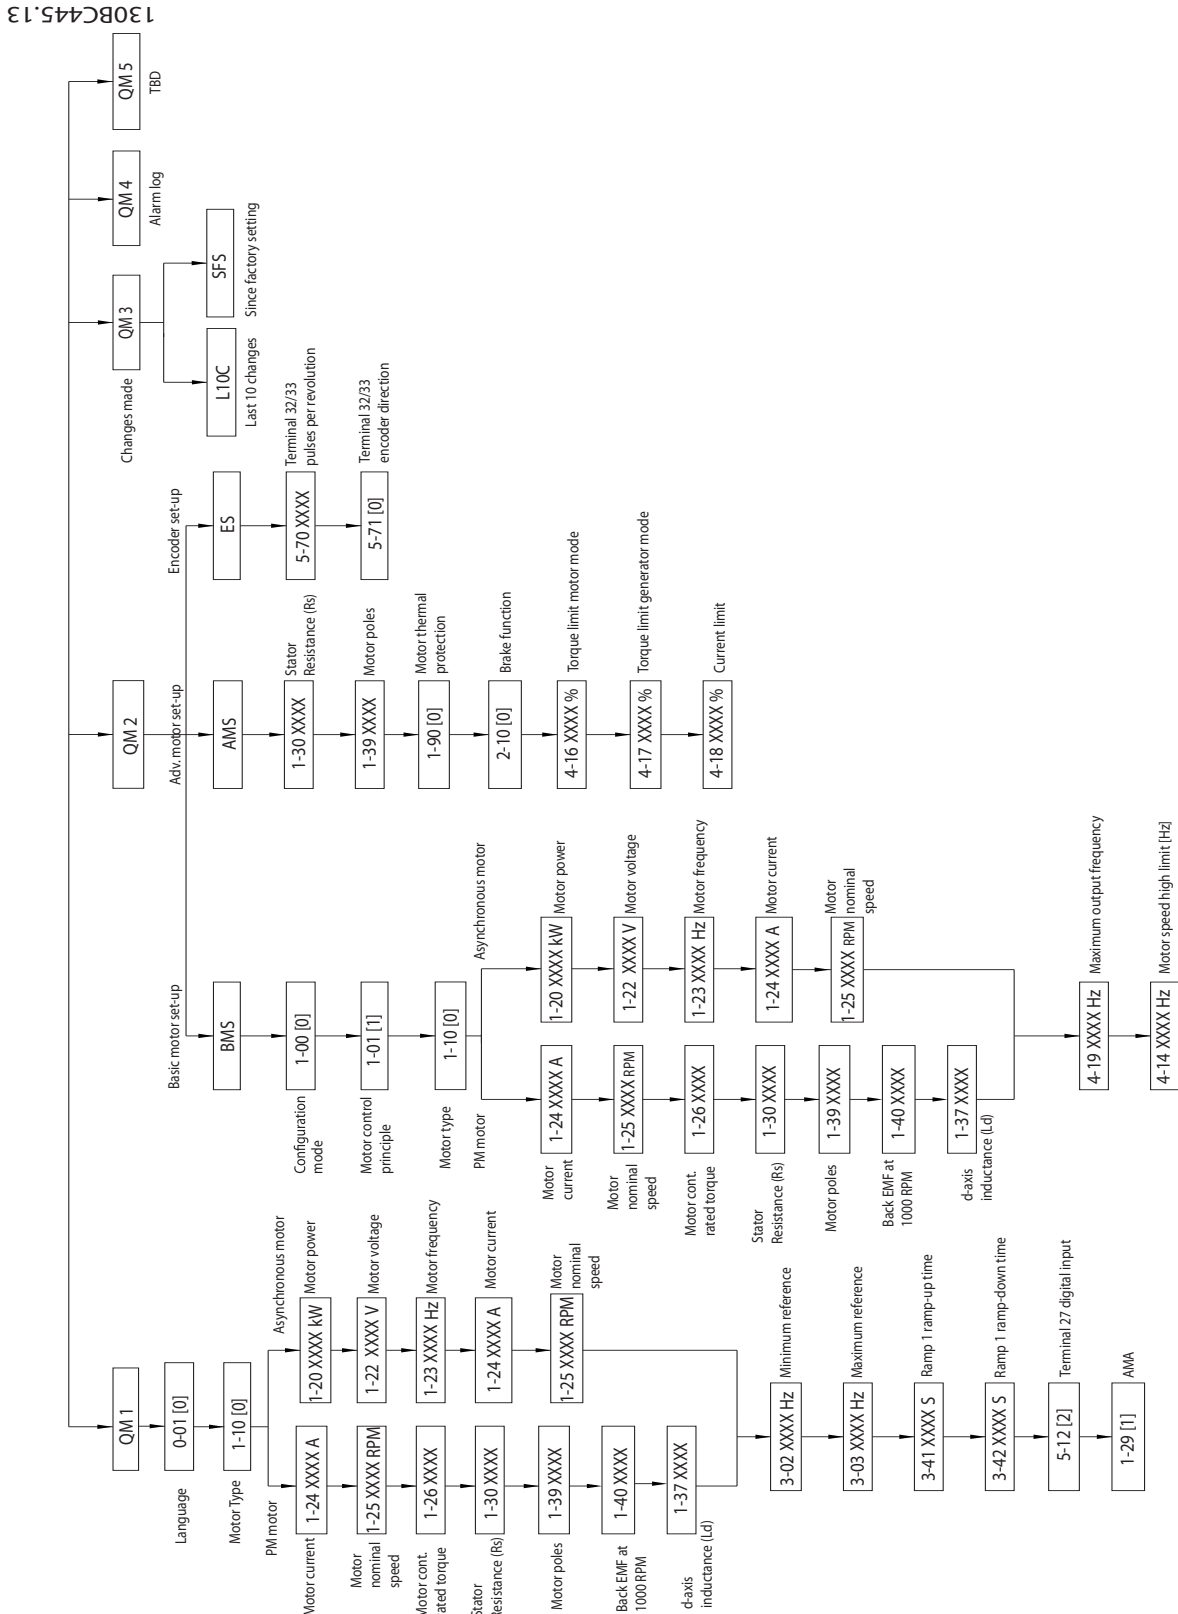 130BC445.13
QM 1
0-01 [0]
Language
1-10 [0]
Motor Type
PM motor
1-24 XXXX A
Motor current
1-25 XXXX RPM
Motor
nominal
speed
1-26 XXXX
Motor cont.
rated torque
1-30 XXXX
Stator
Resistance (Rs)
1-39 XXXX
Motor poles
1-40 XXXX
Back EMF at
1000 RPM
1-37 XXXX
d-axis
inductance (Ld)
Asynchronous motor
1-20 XXXX kW
Motor power
1-22 XXXX V
Motor voltage
1-23 XXXX Hz
Motor frequency
1-24 XXXX A
Motor current
1-25 XXXX RPM
Motor
nominal
speed
3-02 XXXX Hz
Minimum reference
3-03 XXXX Hz
Maximum reference
3-41 XXXX S
Ramp 1 ramp-up time
3-42 XXXX S
Ramp 1 ramp-down time
5-12 [2]
Terminal 27 digital input
1-29 [1]
AMA
QM 2
Basic motor set-up
BMS
1-00 [0]
Configuration
mode
1-01 [1]
Motor control
principle
1-10 [0]
Motor type
PM motor
1-24 XXXX A
Motor
current
1-25 XXXX RPM
Motor
nominal
speed
1-26 XXXX
Motor cont.
rated torque
1-30 XXXX
Stator
Resistance (Rs)
1-39 XXXX
Motor poles
1-40 XXXX
Back EMF at
1000 RPM
1-37 XXXX
d-axis
inductance (Ld)
Asynchronous motor
1-20 XXXX kW
Motor power
1-22 XXXX V
Motor voltage
1-23 XXXX Hz
Motor frequency
1-24 XXXX A
Motor current
1-25 XXXX RPM
Motor
nominal
speed
4-19 XXXX Hz
Maximum output frequency
4-14 XXXX Hz
Motor speed high limit [Hz]
Adv. motor set-up
AMS
1-30 XXXX
Stator
Resistance (Rs)
1-39 XXXX
Motor poles
1-90 [0]
Motor thermal
protection
2-10 [0]
Brake function
4-16 XXXX %
Torque limit motor mode
4-17 XXXX %
Torque limit generator mode
4-18 XXXX %
Current limit
Encoder set-up
ES
5-70 XXXX
Terminal 32/33
pulses per revolution
5-71 [0]
Terminal 32/33
encoder direction
QM 3
Changes made
L10C
Last 10 changes
SFS
Since factory setting
QM 4
Alarm log
QM 5
TBD